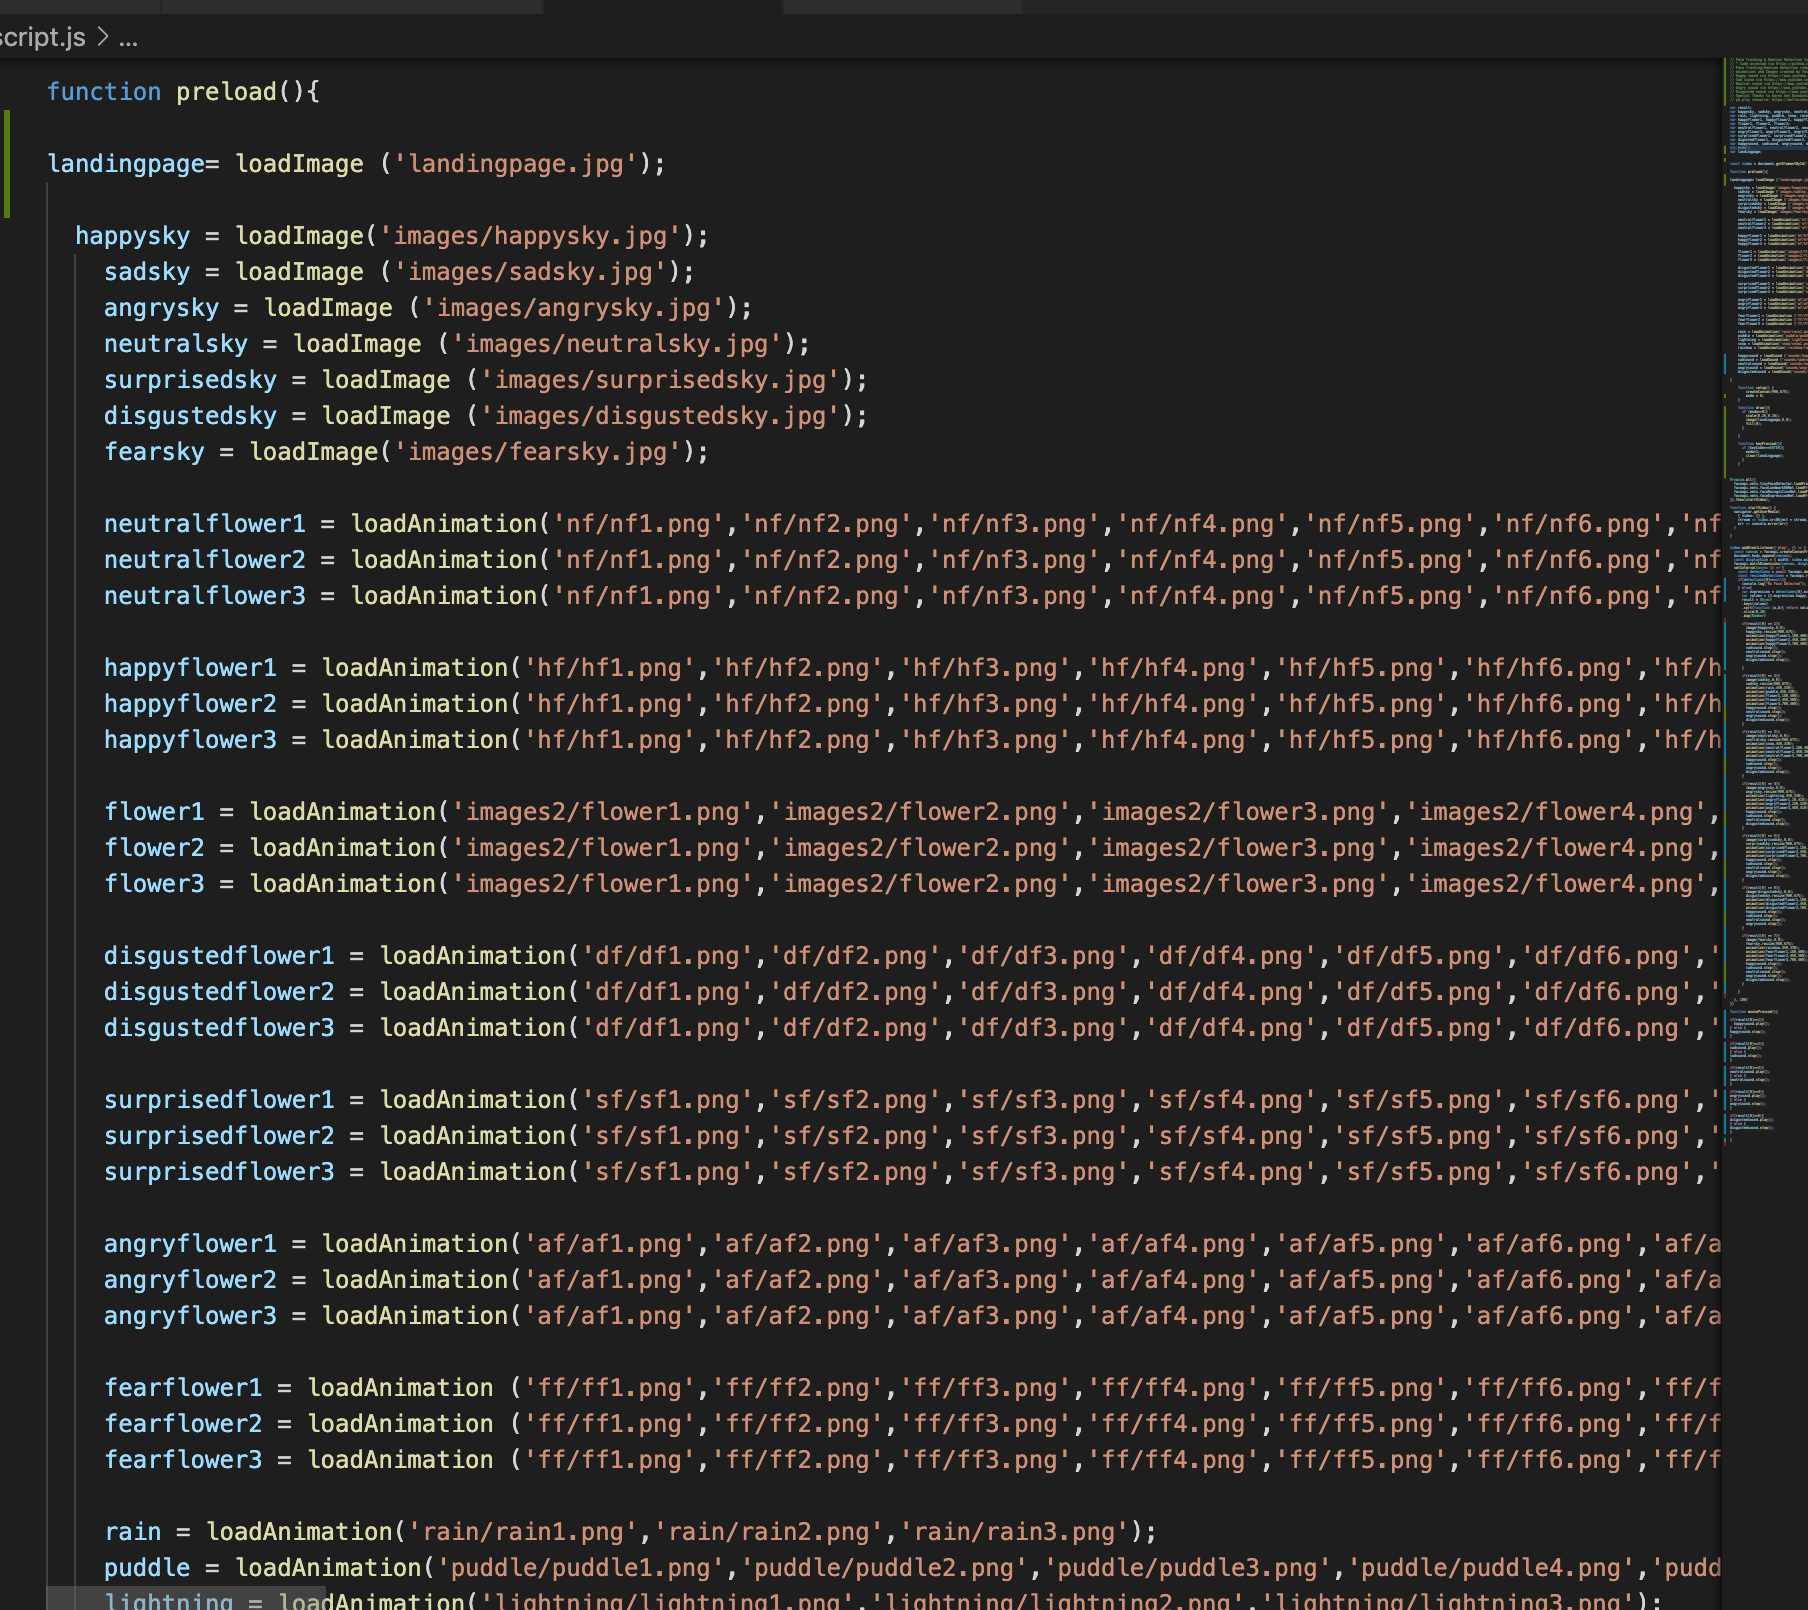 script.js > ...
function preload(){
landingpage= loadImage ('landingpage.jpg');
happysky = loadImage('images/happysky.jpg');
sadsky = loadImage ('images/sadsky.jpg');
angrysky = loadImage ('images/angrysky.jpg');
neutralsky = loadImage ('images/neutralsky.jpg');
surprisedsky = loadImage ('images/surprisedsky.jpg');
disgustedsky = loadImage ('images/disgustedsky.jpg');
fearsky = loadImage('images/fearsky.jpg');
neutralflower1 = loadAnimation('nf/nf1.png','nf/nf2.png','nf/nf3.png','nf/nf4.png','nf/nf5.png','nf/nf6.png','nf
neutralflower2 = loadAnimation('nf/nf1.png','nf/nf2.png','nf/nf3.png','nf/nf4.png','nf/nf5.png','nf/nf6.png','nf
neutralflower3 = loadAnimation('nf/nf1.png','nf/nf2.png','nf/nf3.png','nf/nf4.png','nf/nf5.png','nf/nf6.png','nf
happyflower1 = loadAnimation('hf/hf1.png','hf/hf2.png','hf/hf3.png','hf/hf4.png','hf/hf5.png','hf/hf6.png','hf/h
happyflower2 = loadAnimation('hf/hf1.png','hf/hf2.png','hf/hf3.png','hf/hf4.png','hf/hf5.png','hf/hf6.png','hf/h
happyflower3 = loadAnimation('hf/hf1.png','hf/hf2.png','hf/hf3.png','hf/hf4.png','hf/hf5.png','hf/hf6.png','hf/h
flower1 = loadAnimation('images2/flower1.png','images2/flower2.png','images2/flower3.png','images2/flower4.png',
flower2 = loadAnimation('images2/flower1.png','images2/flower2.png','images2/flower3.png','images2/flower4.png',
flower3 = loadAnimation('images2/flower1.png','images2/flower2.png','images2/flower3.png','images2/flower4.png',
disgustedflower1 = loadAnimation('df/df1.png','df/df2.png','df/df3.png','df/df4.png','df/df5.png','df/df6.png','
disgustedflower2 = loadAnimation('df/df1.png','df/df2.png','df/df3.png','df/df4.png','df/df5.png','df/df6.png','
disgustedflower3 = loadAnimation('df/df1.png','df/df2.png','df/df3.png','df/df4.png','df/df5.png','df/df6.png','
surprisedflower1 = loadAnimation('sf/sf1.png','sf/sf2.png','sf/sf3.png','sf/sf4.png','sf/sf5.png','sf/sf6.png','
surprisedflower2 = loadAnimation('sf/sf1.png','sf/sf2.png','sf/sf3.png','sf/sf4.png','sf/sf5.png','sf/sf6.png','
surprisedflower3 = loadAnimation('sf/sf1.png','sf/sf2.png','sf/sf3.png','sf/sf4.png','sf/sf5.png','sf/sf6.png','
angryflower1 = loadAnimation('af/af1.png','af/af2.png','af/af3.png','af/af4.png','af/af5.png','af/af6.png','af/a
angryflower2 = loadAnimation('af/af1.png','af/af2.png','af/af3.png','af/af4.png','af/af5.png','af/af6.png','af/a
angryflower3 = loadAnimation('af/af1.png','af/af2.png','af/af3.png','af/af4.png','af/af5.png','af/af6.png','af/a
fearflower1 = loadAnimation ('ff/ff1.png','ff/ff2.png','ff/ff3.png','ff/ff4.png','ff/ff5.png','ff/ff6.png','ff/f
fearflower2 = loadAnimation ('ff/ff1.png','ff/ff2.png','ff/ff3.png','ff/ff4.png','ff/ff5.png','ff/ff6.png','ff/f
fearflower3 = loadAnimation ('ff/ff1.png','ff/ff2.png','ff/ff3.png','ff/ff4.png','ff/ff5.png','ff/ff6.png','ff/f
rain = loadAnimation('rain/rain1.png','rain/rain2.png','rain/rain3.png');
puddle = loadAnimation('puddle/puddle1.png','puddle/puddle2.png','puddle/puddle3.png','puddle/puddle4.png','pudd
lightning = loadAnimation('lightning/lightning1.png','lightning/lightning2.png','lightning/lightning3.png');